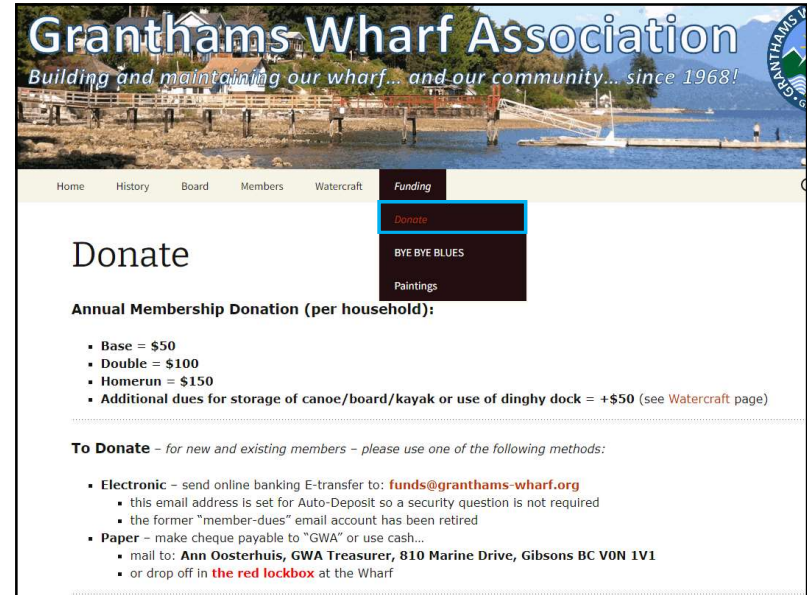 Granthams Wharf Association
Building and maintaining our wharf... and our community... since 1968!
Home History Board Members Watercraft Funding
Donate
BYE BYE BLUES
Paintings
Donate
Annual Membership Donation (per household):
▪ Base = $50
▪ Double = $100
▪ Homerun = $150
▪ Additional dues for storage of canoe/board/kayak or use of dinghy dock = +$50 (see Watercraft page)
To Donate – for new and existing members – please use one of the following methods:
▪ Electronic – send online banking E-transfer to: funds@granthams-wharf.org
▪ this email address is set for Auto-Deposit so a security question is not required
▪ the former “member-dues” email account has been retired
▪ Paper – make cheque payable to “GWA” or use cash...
▪ mail to: Ann Oosterhuis, GWA Treasurer, 810 Marine Drive, Gibsons BC V0N 1V1
▪ or drop off in the red lockbox at the Wharf